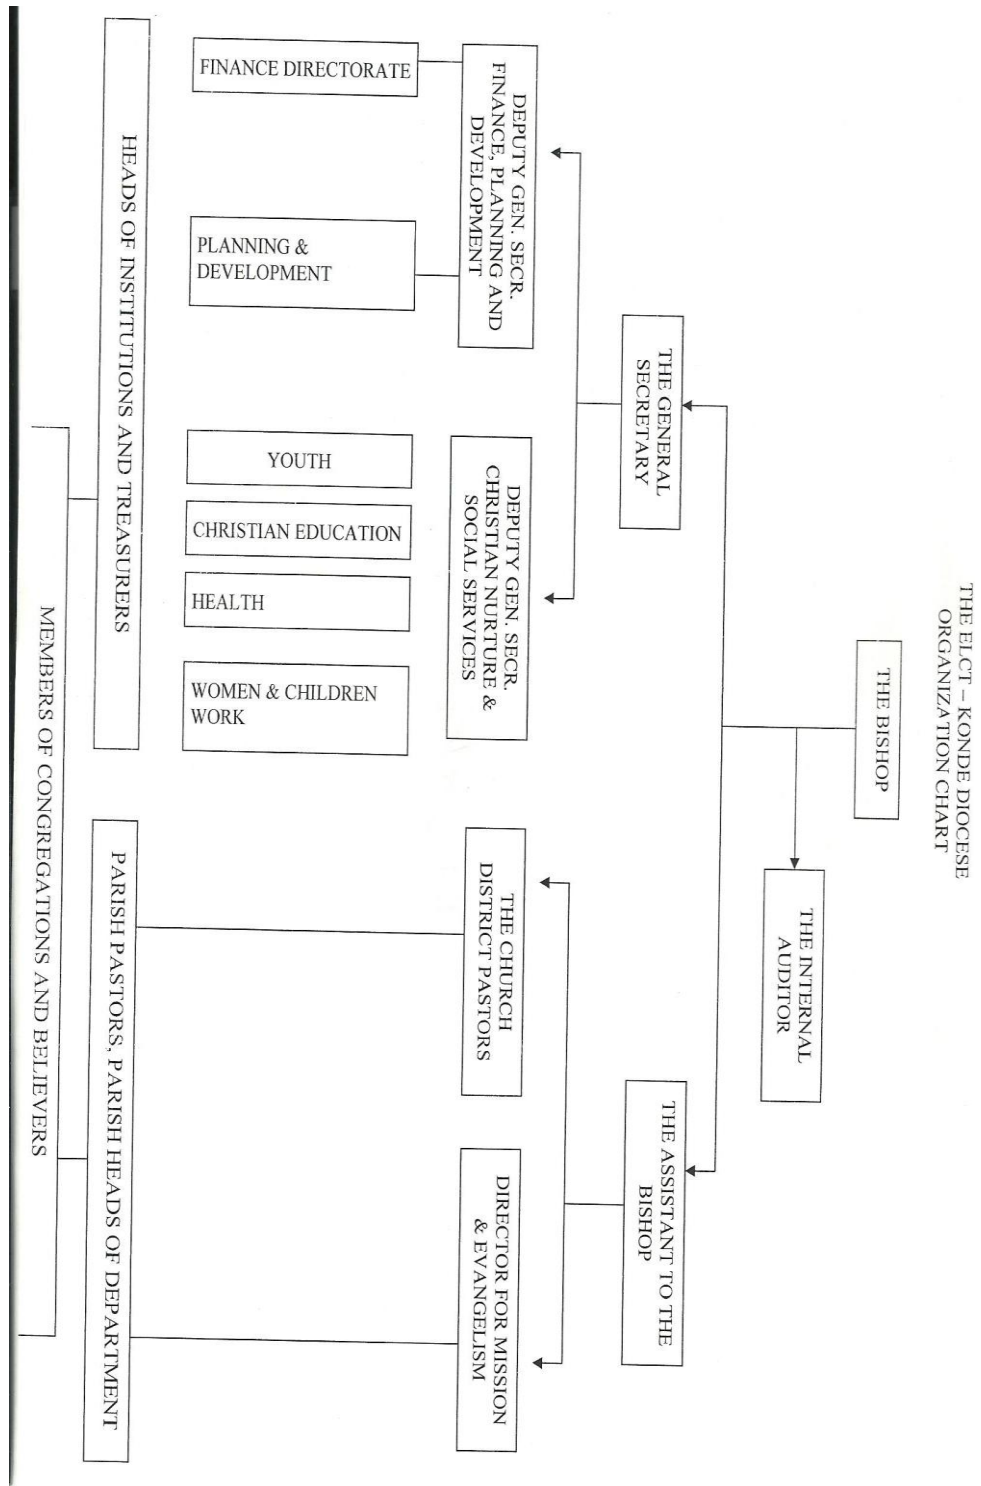 THE ELCT – KONDE DIOCESE
ORGANIZATION CHART
THE BISHOP
THE INTERNAL
AUDITOR
THE GENERAL
SECRETARY
THE ASSISTANT TO THE
BISHOP
DEPUTY GEN. SECR.
FINANCE, PLANNING AND
DEVELOPMENT
DEPUTY GEN. SECR.
CHRISTIAN NURTURE &
SOCIAL SERVICES
THE CHURCH
DISTRICT PASTORS
DIRECTOR FOR MISSION
& EVANGELISM
FINANCE DIRECTORATE
PLANNING &
DEVELOPMENT
YOUTH
CHRISTIAN EDUCATION
HEALTH
WOMEN & CHILDREN
WORK
HEADS OF INSTITUTIONS AND TREASURERS
PARISH PASTORS, PARISH HEADS OF DEPARTMENT
MEMBERS OF CONGREGATIONS AND BELIEVERS